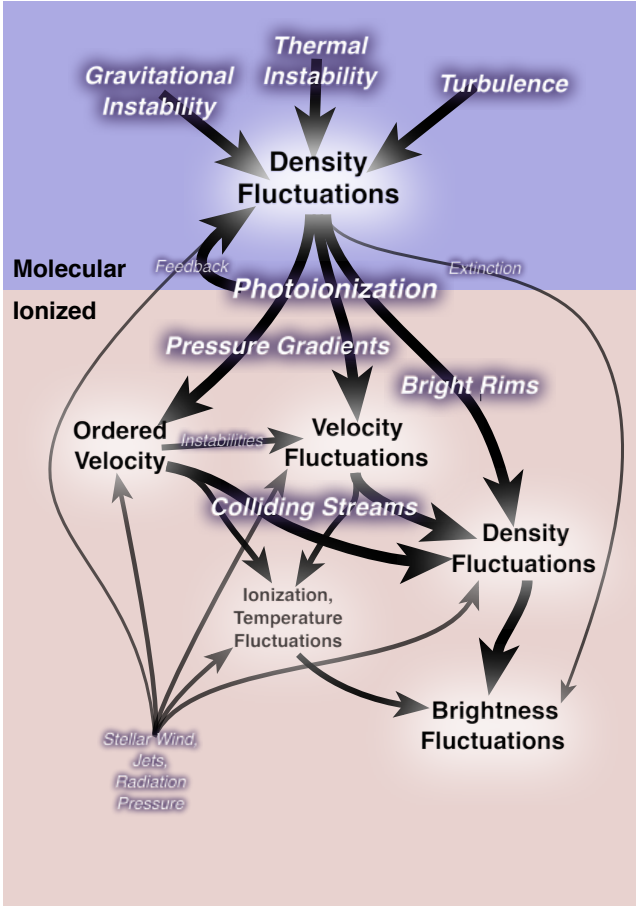 Thermal
Instability
Gravitational
Instability
Turbulence
Density
Fluctuations
Molecular
Feedback
Extinction
Photoionization
Ionized
Pressure Gradients
Bright Rims
Ordered
Velocity
Instabilities
Velocity
Fluctuations
Colliding Streams
Density
Fluctuations
Ionization,
Temperature
Fluctuations
Brightness
Fluctuations
Stellar Wind,
Jets,
Radiation
Pressure